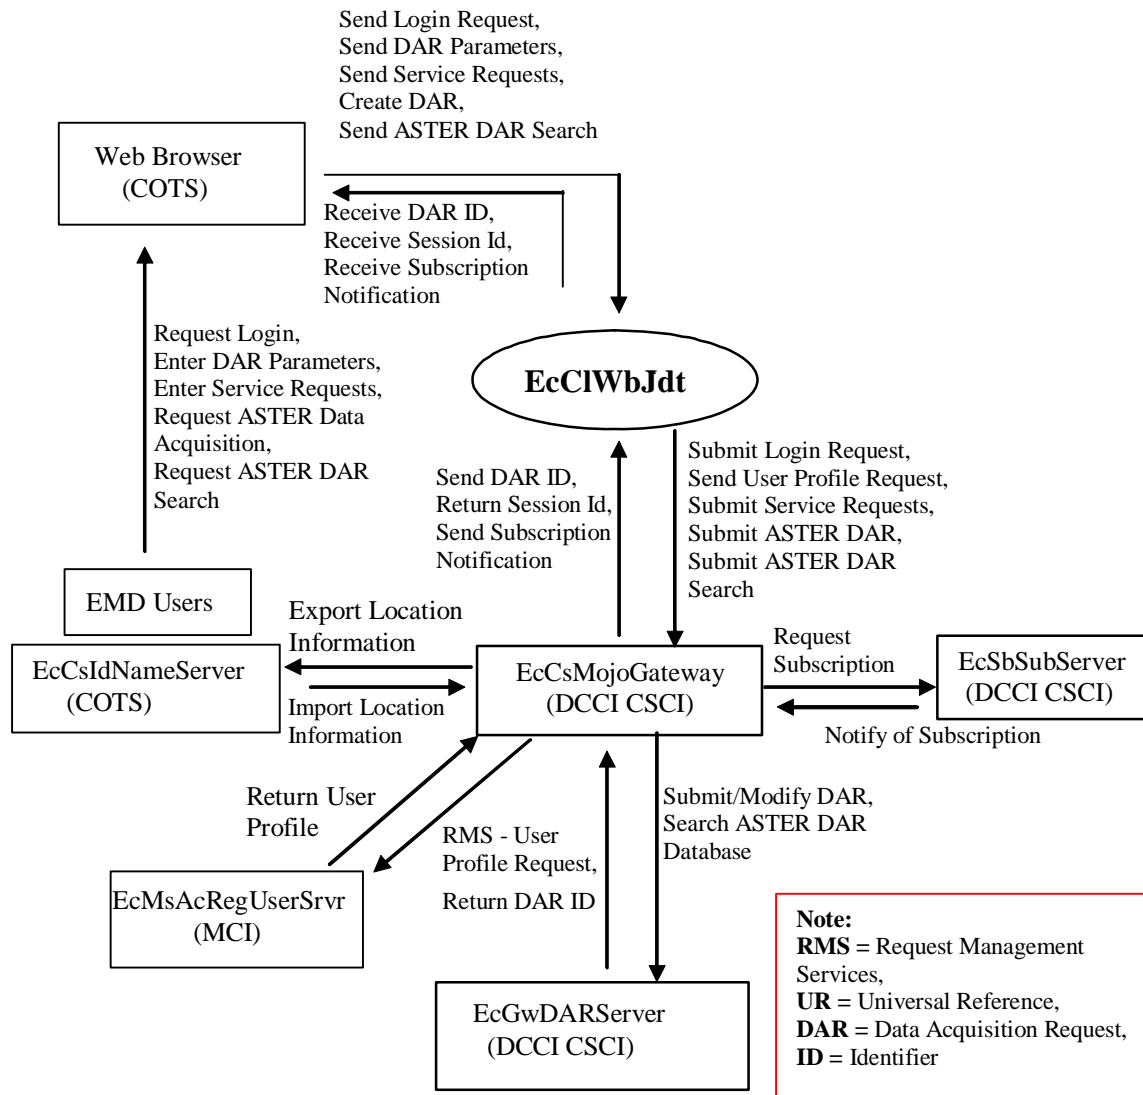 Send Login Request,
Send DAR Parameters,
Send Service Requests,
Create DAR,
Send ASTER DAR Search
Web Browser
(COTS)
Receive DAR ID,
Receive Session Id,
Receive Subscription
Notification
Request Login,
Enter DAR Parameters,
Enter Service Requests,
Request ASTER Data
Acquisition,
Request ASTER DAR
Search
EcClWbJdt
Send DAR ID,
Return Session Id,
Send Subscription
Notification
Submit Login Request,
Send User Profile Request,
Submit Service Requests,
Submit ASTER DAR,
Submit ASTER DAR
Search
EMD Users
Export Location
Information
EcCsIdNameServer
(COTS)
Import Location
Information
EcCsMojoGateway
(DCCI CSCI)
Request
Subscription
EcSbSubServer
(DCCI CSCI)
Notify of Subscription
Return User
Profile
RMS - User
Profile Request,
Return DAR ID
Submit/Modify DAR,
Search ASTER DAR
Database
EcMsAcRegUserSrvr
(MCI)
EcGwDARServer
(DCCI CSCI)
Note:
RMS = Request Management
Services,
UR = Universal Reference,
DAR = Data Acquisition Request,
ID = Identifier